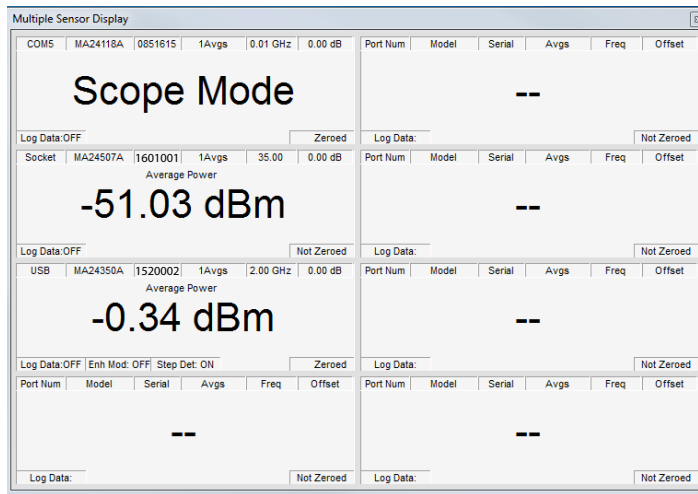 Multiple Sensor Display
COM5 MA24118A 0851615 1Avgs 0.01 GHz 0.00 dB
Scope Mode
Log Data:OFF Zeroed
Port Num Model Serial Avgs Freq Offset
--
Log Data: Not Zeroed
Socket MA24507A 1601001 1Avgs 35.00 0.00 dB
Average Power
-51.03 dBm
Log Data:OFF Not Zeroed
Port Num Model Serial Avgs Freq Offset
--
Log Data: Not Zeroed
USB MA24350A 1520002 1Avgs 2.00 GHz 0.00 dB
Average Power
-0.34 dBm
Log Data:OFF Enh Mod: OFF Step Det: ON Zeroed
Port Num Model Serial Avgs Freq Offset
--
Log Data: Not Zeroed
Port Num Model Serial Avgs Freq Offset
--
Log Data: Not Zeroed
Port Num Model Serial Avgs Freq Offset
--
Log Data: Not Zeroed